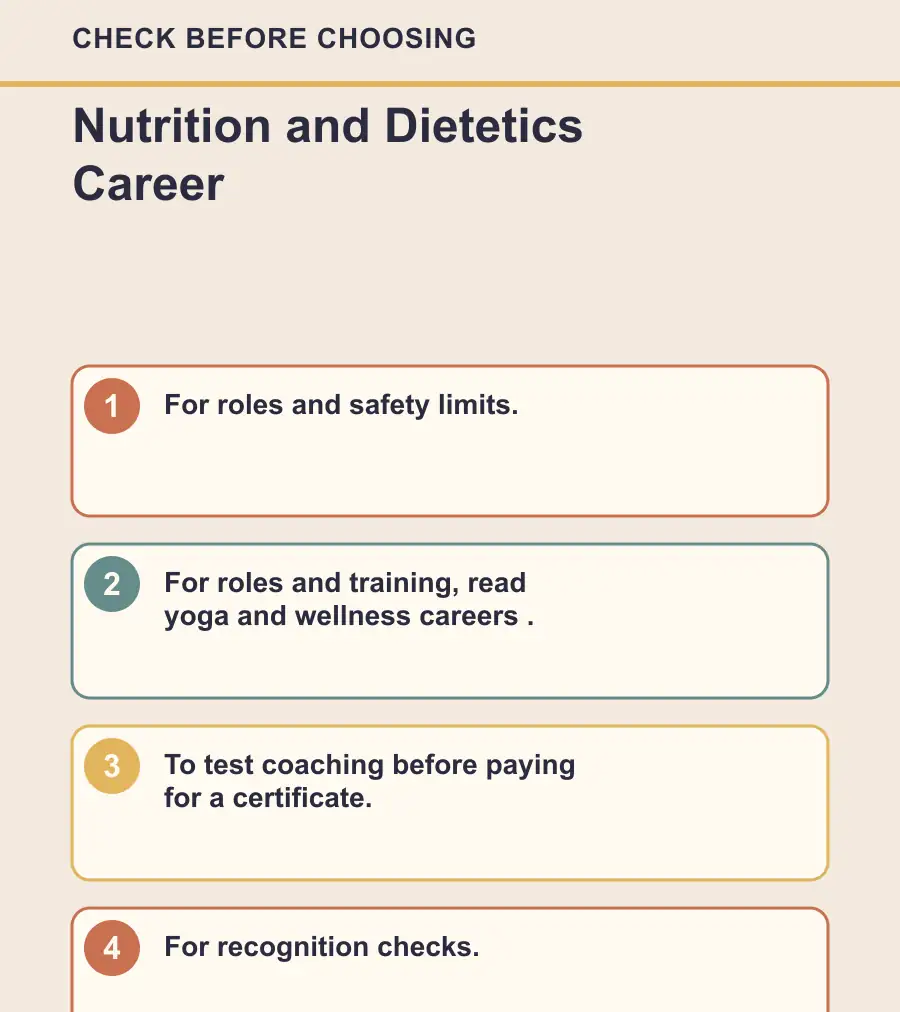 CHECK BEFORE CHOOSING
Nutrition and Dietetics
Career
1
For roles and safety limits.
2
For roles and training, read
yoga and wellness careers .
3
To test coaching before paying
for a certificate.
4
For recognition checks.